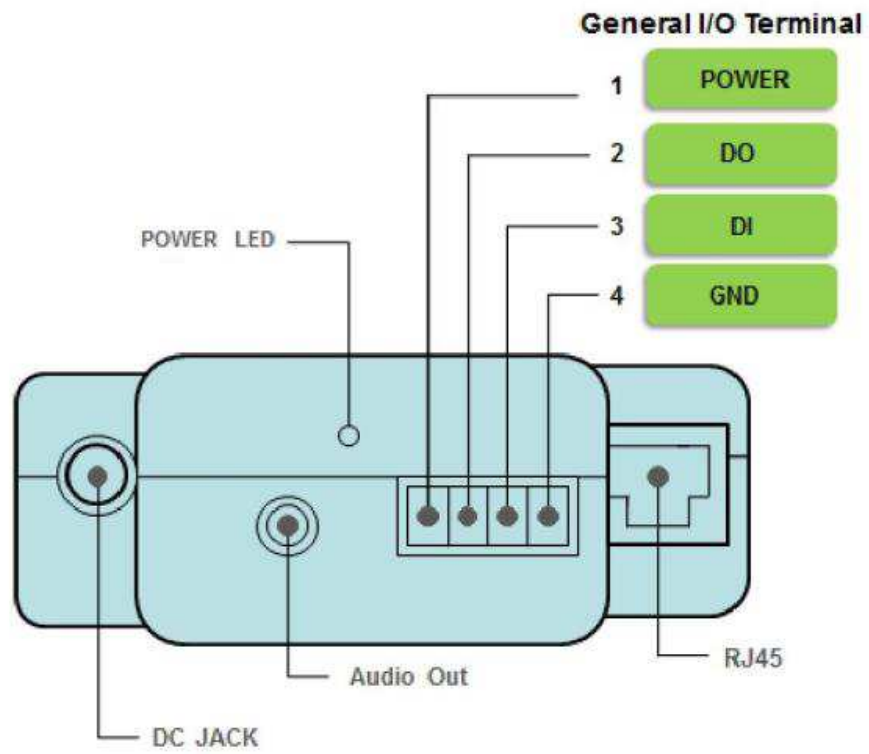 General I/O Terminal
1 POWER
2 DO
3 DI
4 GND
POWER LED
Audio Out
RJ45
DC JACK